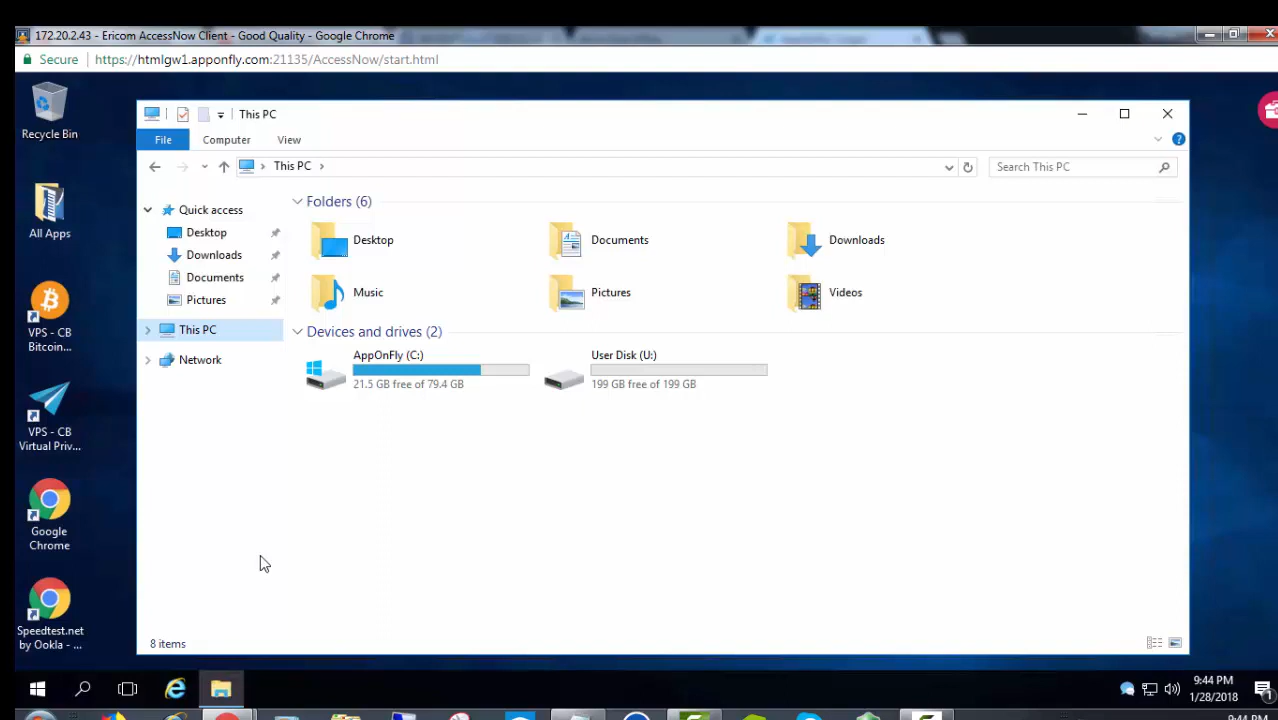 172.20.2.43 - Ericom AccessNow Client - Good Quality - Google Chrome
Secure https://htmlgw1.apponfly.com:21135/AccessNow/start.html
Recycle Bin
All Apps
VPS - CB
Bitcoin...
VPS - CB
Virtual Priv...
Google
Chrome
Speedtest.net
by Ookla - ...
This PC
File Computer View
This PC
Search This PC
Quick access
Desktop
Downloads
Documents
Pictures
This PC
Network
Folders (6)
Desktop
Documents
Downloads
Music
Pictures
Videos
Devices and drives (2)
AppOnFly (C:)
21.5 GB free of 79.4 GB
User Disk (U:)
199 GB free of 199 GB
8 items
9:44 PM
1/28/2018
1
9:44 PM